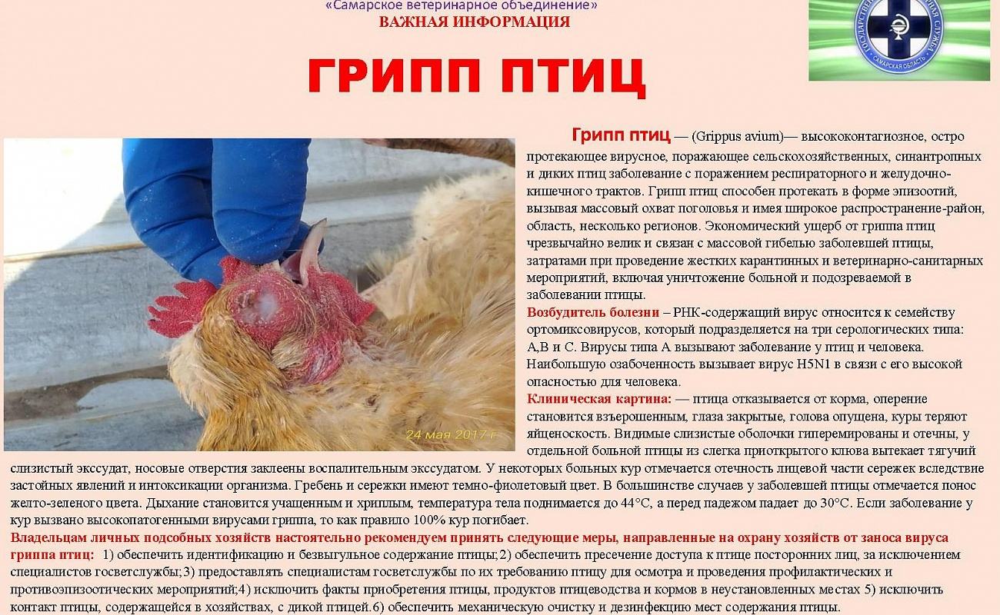 «Самарское ветеринарное объединение»
ВАЖНАЯ ИНФОРМАЦИЯ
ГРИПП ПТИЦ
САМАРСКАЯ ОБЛАСТЬ
Грипп птиц — (Grippus avium)— высококонтагиозное, остро
протекающее вирусное, поражающее сельскохозяйственных, синантропных
и диких птиц заболевание с поражением респираторного и желудочно-
кишечного трактов. Грипп птиц способен протекать в форме эпизоотий,
вызывая массовый охват поголовья и имея широкое распространение-район,
область, несколько регионов. Экономический ущерб от гриппа птиц
чрезвычайно велик и связан с массовой гибелью заболевшей птицы,
затратами при проведение жестких карантинных и ветеринарно-санитарных
мероприятий, включая уничтожение больной и подозреваемой в
заболевании птицы.
Возбудитель болезни – РНК-содержащий вирус относится к семейству
ортомиксовирусов, который подразделяется на три серологических типа:
А,В и С. Вирусы типа А вызывают заболевание у птиц и человека.
Наибольшую озабоченность вызывает вирус H5N1 в связи с его высокой
опасностью для человека.
Клиническая картина: — птица отказывается от корма, оперение
становится взъерошенным, глаза закрытые, голова опущена, куры теряют
яйценоскость. Видимые слизистые оболочки гиперемированы и отечны, у
отдельной больной птицы из слегка приоткрытого клюва вытекает тягучий
24 мая 2017 г
слизистый экссудат, носовые отверстия заклеены воспалительным экссудатом. У некоторых больных кур отмечается отечность лицевой части сережек вследствие
застойных явлений и интоксикации организма. Гребень и сережки имеют темно-фиолетовый цвет. В большинстве случаев у заболевшей птицы отмечается понос
желто-зеленого цвета. Дыхание становится учащенным и хриплым, температура тела поднимается до 44°С, а перед падежом падает до 30°С. Если заболевание у
кур вызвано высокопатогенными вирусами гриппа, то как правило 100% кур погибает.
Владельцам личных подсобных хозяйств настоятельно рекомендуем принять следующие меры, направленные на охрану хозяйств от заноса вируса
гриппа птиц: 1) обеспечить идентификацию и безвыгульное содержание птицы;2) обеспечить пресечение доступа к птице посторонних лиц, за исключением
специалистов госветслужбы;3) предоставлять специалистам госветслужбы по их требованию птицу для осмотра и проведения профилактических и
противоэпизоотических мероприятий;4) исключить факты приобретения птицы, продуктов птицеводства и кормов в неустановленных местах 5) исключить
контакт птицы, содержащейся в хозяйствах, с дикой птицей.6) обеспечить механическую очистку и дезинфекцию мест содержания птицы.